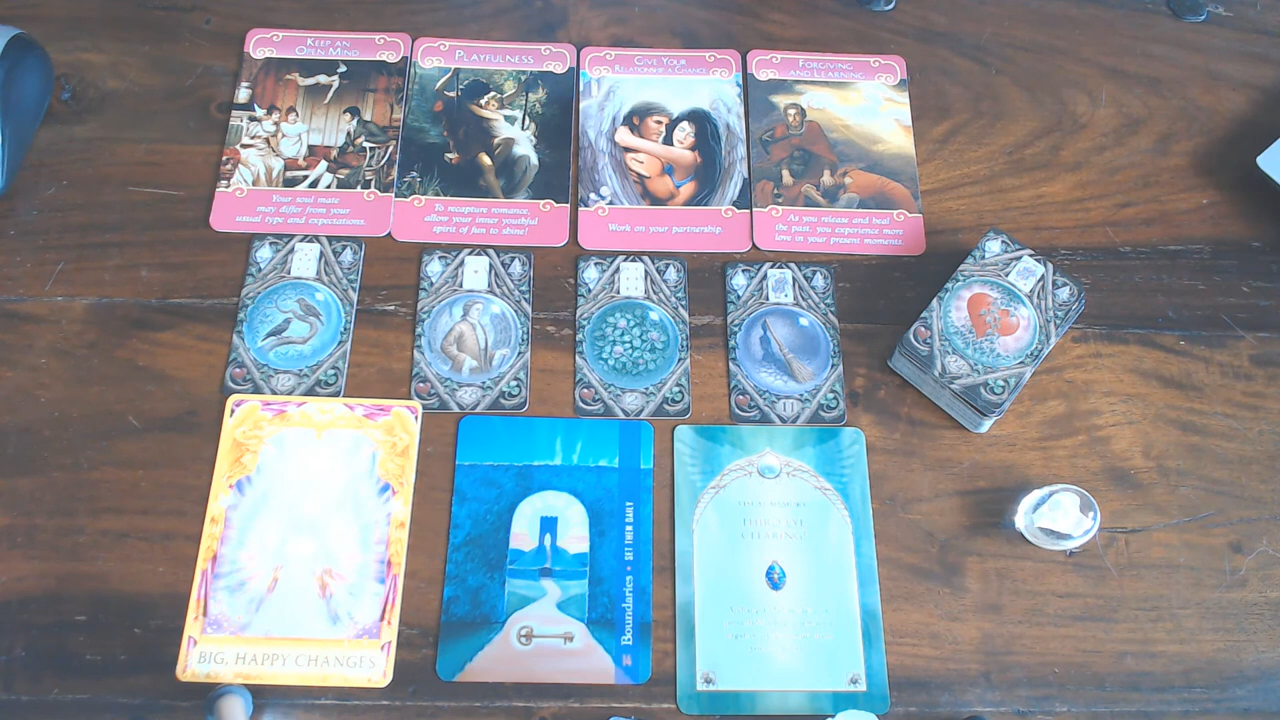 KEEP AN
OPEN MIND
Your soul mate
may differ from your
usual type and expectations.
PLAYFULNESS
To recapture romance,
allow your inner youthful
spirit of fun to shine!
GIVE YOUR
RELATIONSHIP A CHANCE
Work on your partnership.
FORGIVING
AND LEARNING
As you release and heal
the past, you experience more
love in your present moments.
12
11
BIG, HAPPY CHANGES
Boundaries • SET THEM DAILY
THIRD EYE
CLEARING!